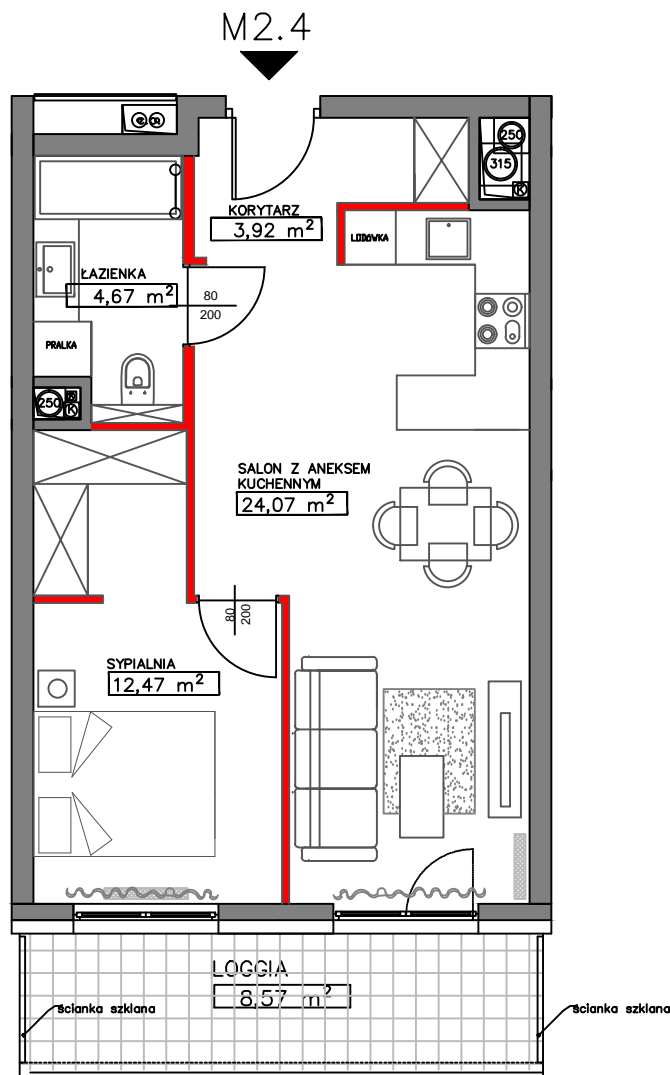 M2.4
250
315
K
KORYTARZ
3,92 m²
LODÓWKA
ŁAZIENKA
4,67 m²
80
200
PRALKA
250
K
SALON Z ANEKSEM
KUCHENNYM
24,07 m²
80
200
SYPIALNIA
12,47 m²
LOGGIA
8,57 m²
ścianka szklana
ścianka szklana